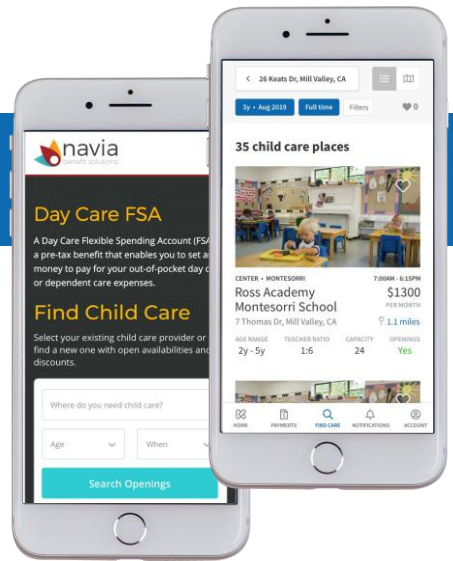 navia
benefit solutions
Day Care FSA
A Day Care Flexible Spending Account (FSA
a pre-tax benefit that enables you to set as
money to pay for your out-of-pocket day c
or dependent care expenses.
Find Child Care
Select your existing child care provider or
find a new one with open availabilities and
discounts.
Where do you need child care?
Age
When
Search Openings
26 Keats Dr, Mill Valley, CA
3y • Aug 2019
Full time
Filters
0
35 child care places
CENTER • MONTESSORI
7:00AM - 6:15PM
Ross Academy
Montesorri School
$1300
PER MONTH
7 Thomas Dr, Mill Valley, CA
1.1 miles
AGE RANGE TEACHER RATIO CAPACITY OPENINGS
2y - 5y 1:6 24 Yes
HOME PAYMENTS FIND CARE NOTIFICATIONS ACCOUNT